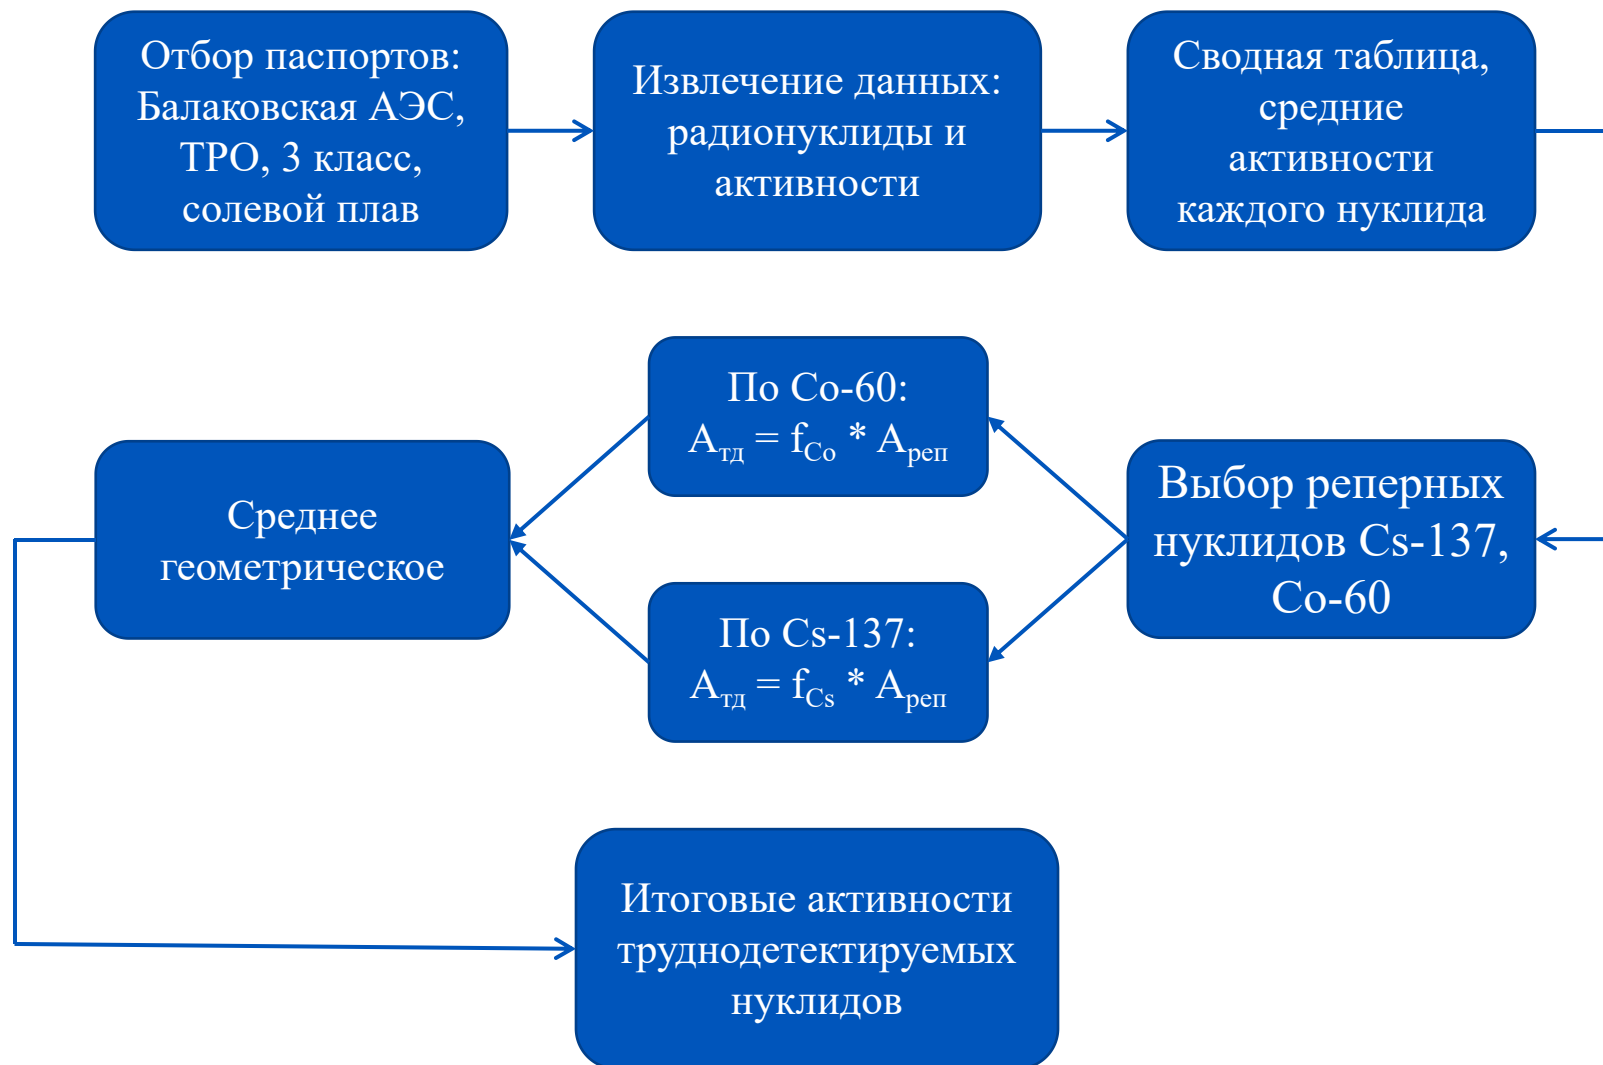 Отбор паспортов:
Балаковская АЭС,
ТРО, 3 класс,
солевой плав
Извлечение данных:
радионуклиды и
активности
Сводная таблица,
средние
активности
каждого нуклида
По Co-60:
Aтд = fCo * Aреп
Среднее
геометрическое
Выбор реперных
нуклидов Cs-137,
Co-60
По Cs-137:
Aтд = fCs * Aреп
Итоговые активности
труднодетектируемых
нуклидов